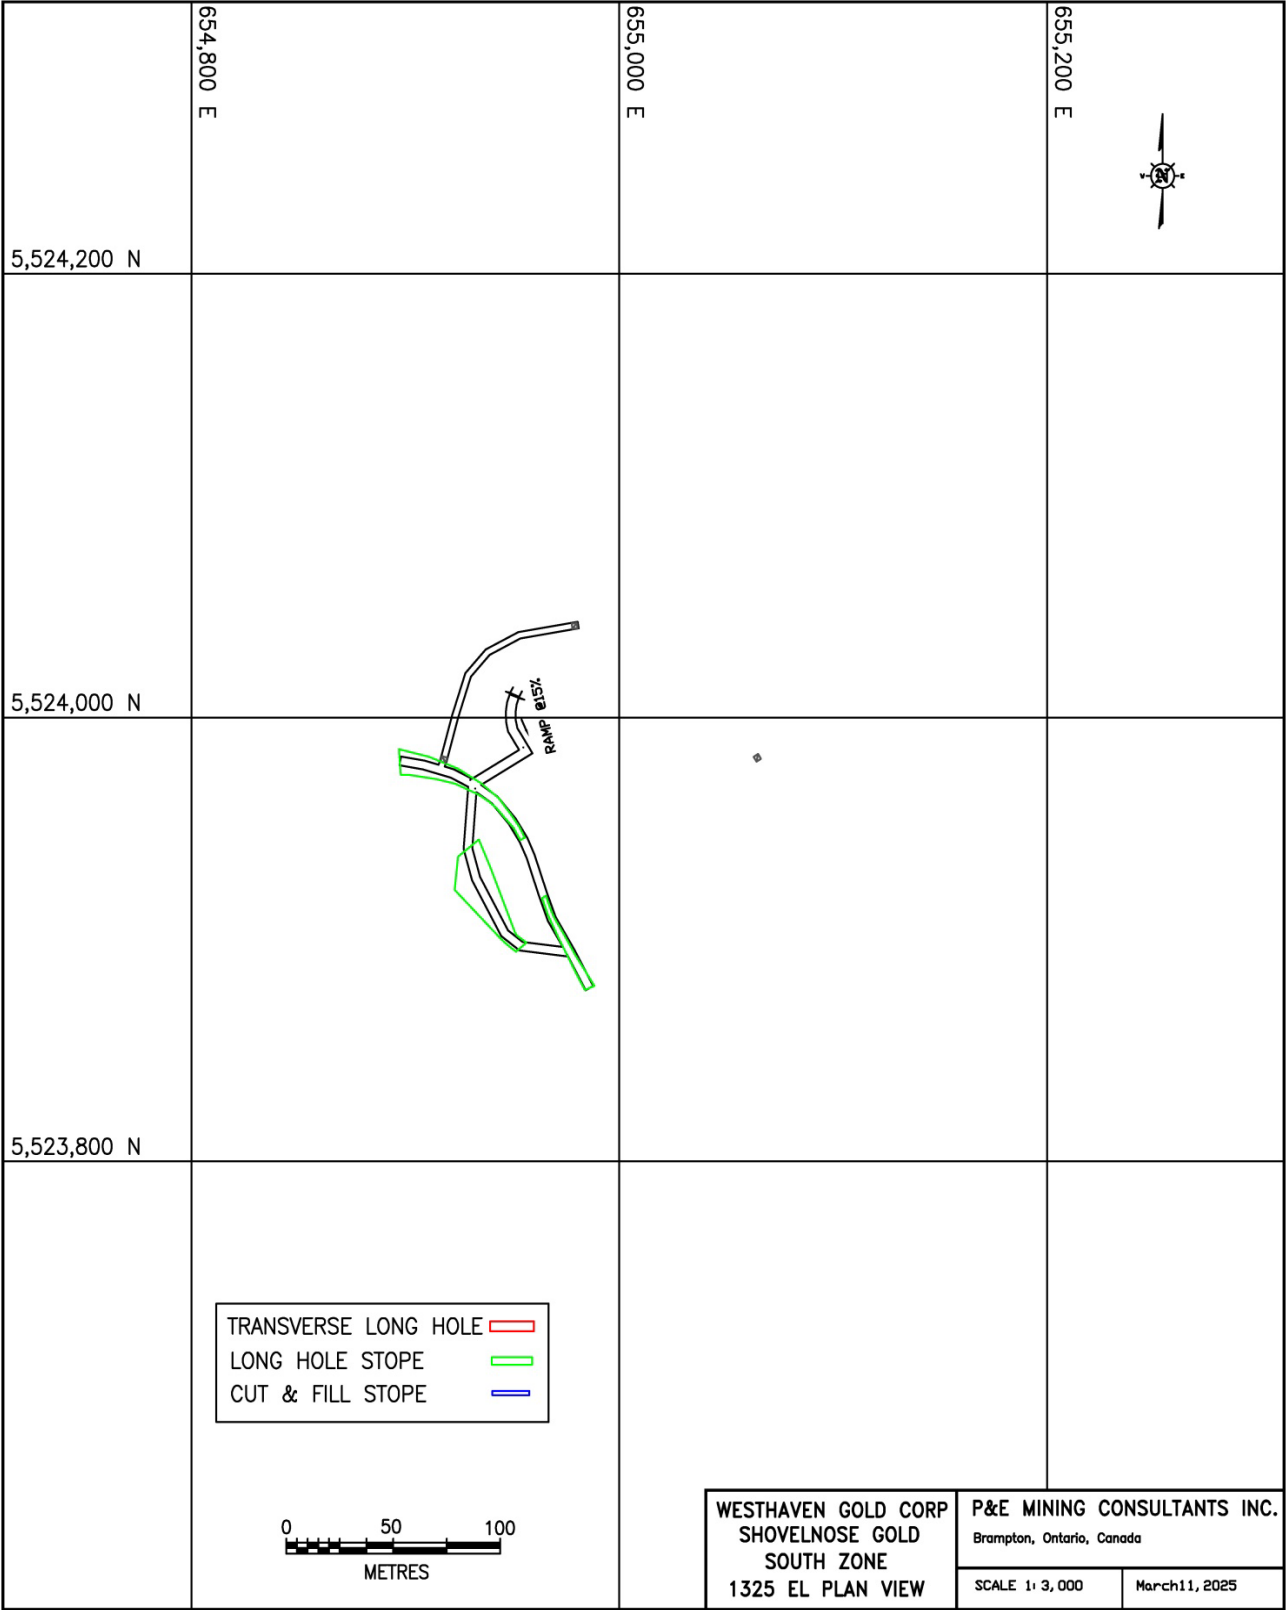 654,800 E
655,000 E
655,200 E
N
W
E
5,524,200 N
5,524,000 N
RAMP @15%
5,523,800 N
TRANSVERSE LONG HOLE
LONG HOLE STOPE
CUT & FILL STOPE
0 50 100
METRES
WESTHAVEN GOLD CORP
SHOVELNOSE GOLD
SOUTH ZONE
1325 EL PLAN VIEW
P&E MINING CONSULTANTS INC.
Brampton, Ontario, Canada
SCALE 1:3,000
March11,2025